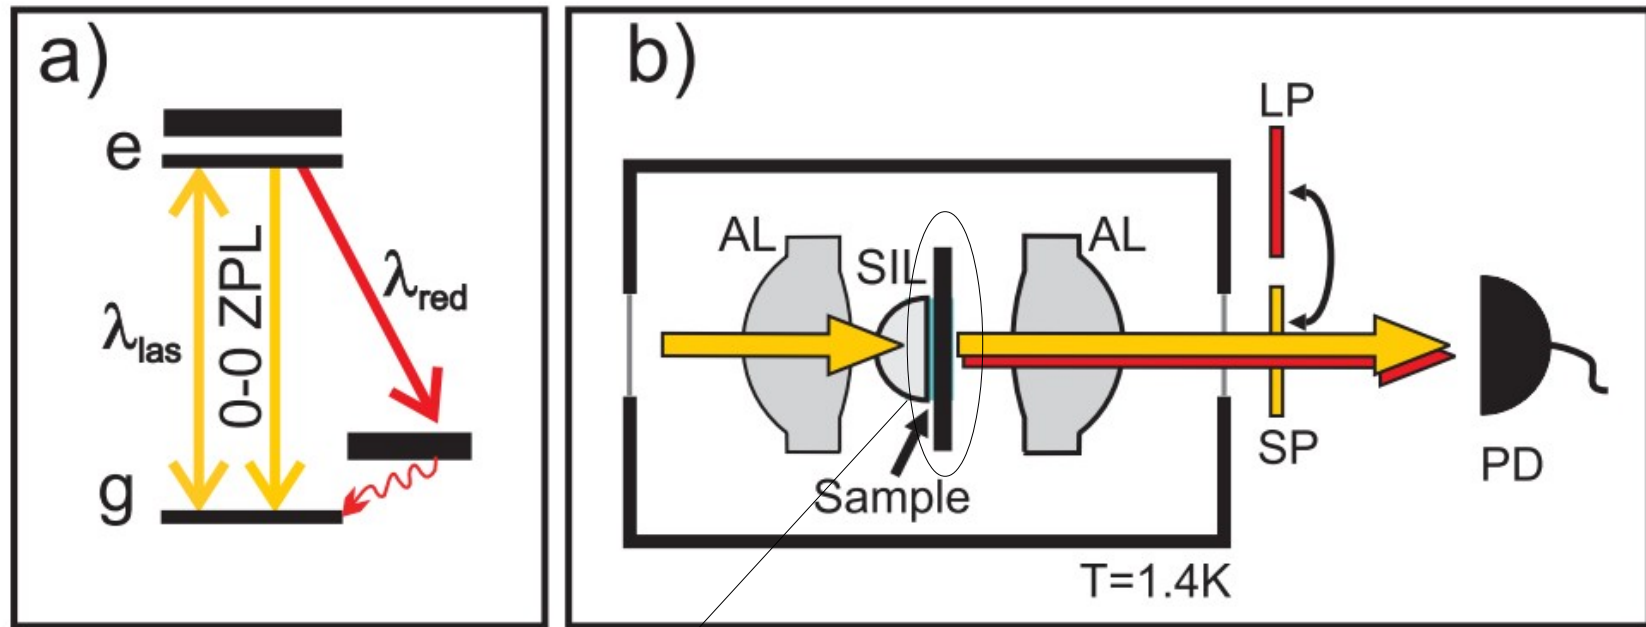 a)
e
λlas
0-0 ZPL
λred
g
b)
LP
AL
SIL
AL
Sample
SP
PD
T=1.4K